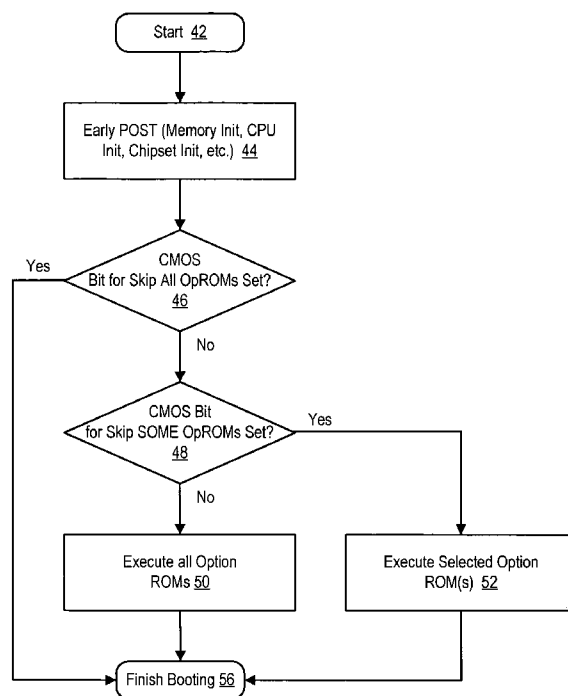 Start 42
Early POST (Memory Init, CPU
Init, Chipset Init, etc.) 44
CMOS
Bit for Skip All OpROMs Set?
46
Yes
No
CMOS Bit
for Skip SOME OpROMs Set?
48
Yes
No
Execute all Option
ROMs 50
Execute Selected Option
ROM(s) 52
Finish Booting 56